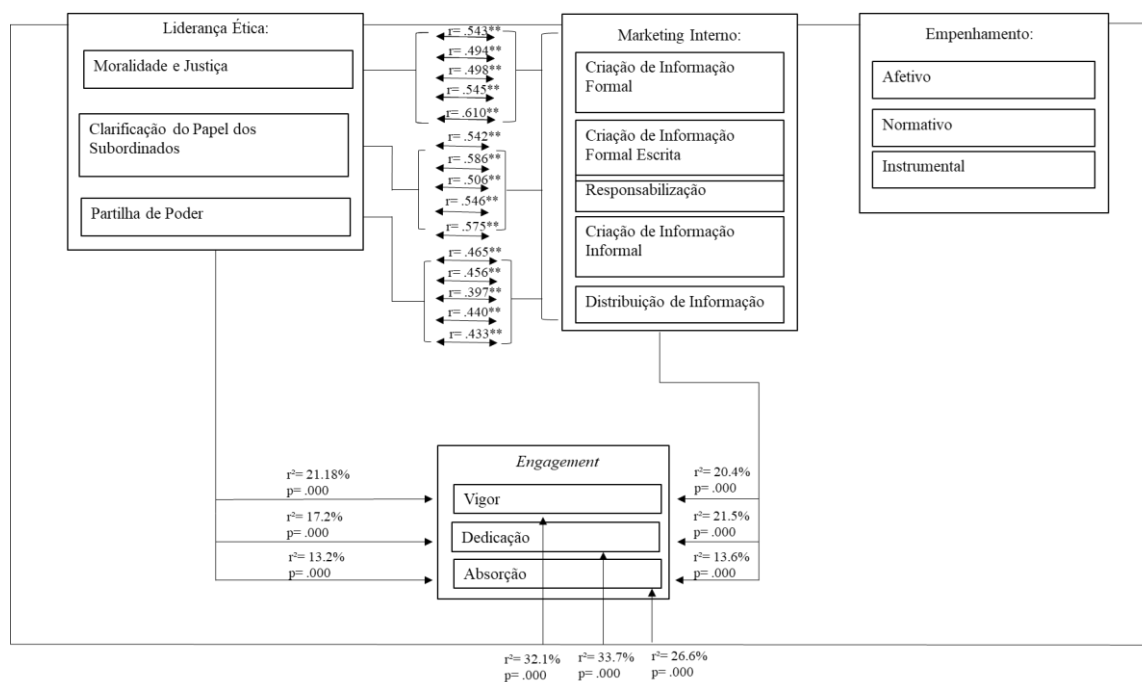 Liderança Ética:
Moralidade e Justiça
Clarificação do Papel dos
Subordinados
Partilha de Poder
r= .543**
r= .494**
r= .498**
r= .545**
r= .610**
r= .542**
r= .586**
r= .506**
r= .546**
r= .575**
r= .465**
r= .456**
r= .397**
r= .440**
r= .433**
Marketing Interno:
Criação de Informação
Formal
Criação de Informação
Formal Escrita
Responsabilização
Criação de Informação
Informal
Distribuição de Informação
Empenhamento:
Afetivo
Normativo
Instrumental
r²= 21.18%
p= .000
r²= 17.2%
p= .000
r²= 13.2%
p= .000
Engagement
Vigor
Dedicação
Absorção
r²= 20.4%
p= .000
r²= 21.5%
p= .000
r²= 13.6%
p= .000
r²= 32.1%
p= .000
r²= 33.7%
p= .000
r²= 26.6%
p= .000